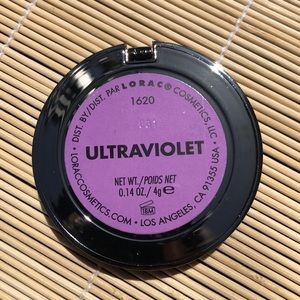 • DIST. BY/DIST. PAR LORAC® COSMETICS, LLC •
1620
ULTRAVIOLET
NET WT./POIDS NET
0.14 OZ./ 4g ℮
LORACCOSMETICS.COM • LOS ANGELES, CA 91355 USA